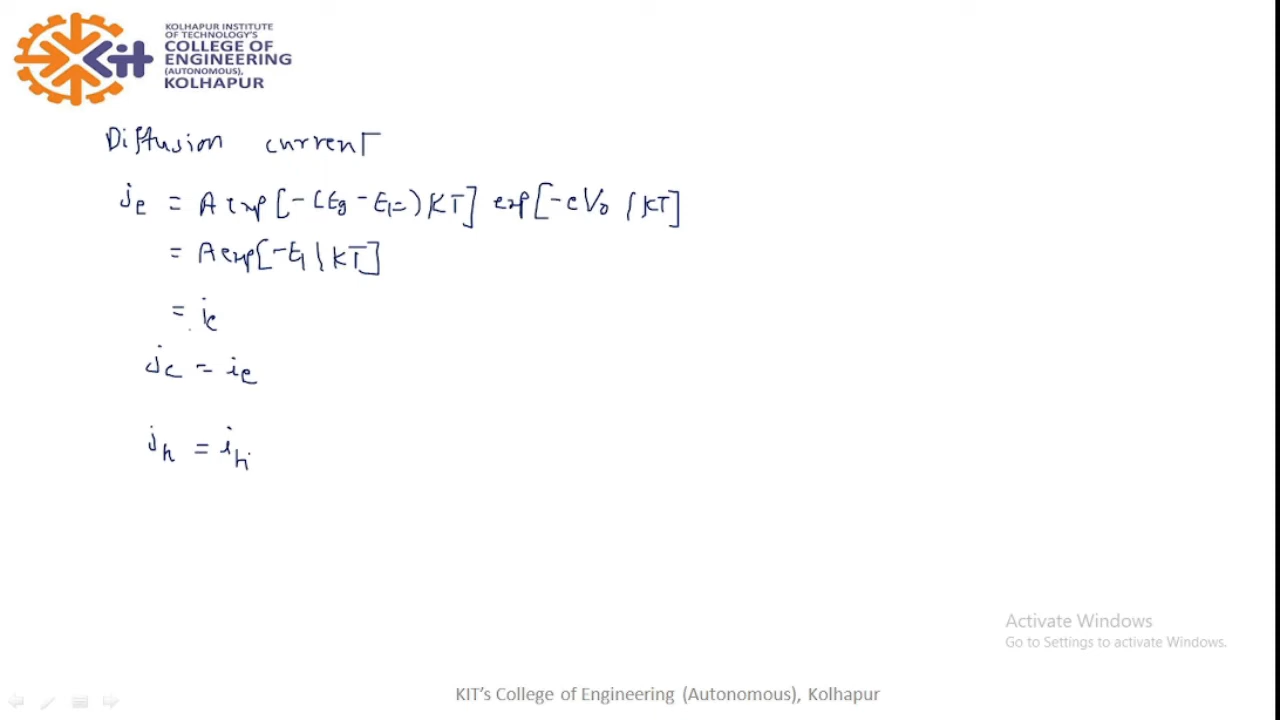 KOLHAPUR INSTITUTE
OF TECHNOLOGY'S
COLLEGE OF
ENGINEERING
(AUTONOMOUS),
KOLHAPUR
kit
Diffusion current
je = A exp[-(Eg - E1=) KT] exp[-eV0 / KT]
= A exp[-E1 / KT]
= ie
je = ie
jh = ih
Activate Windows
Go to Settings to activate Windows.
KIT's College of Engineering (Autonomous), Kolhapur